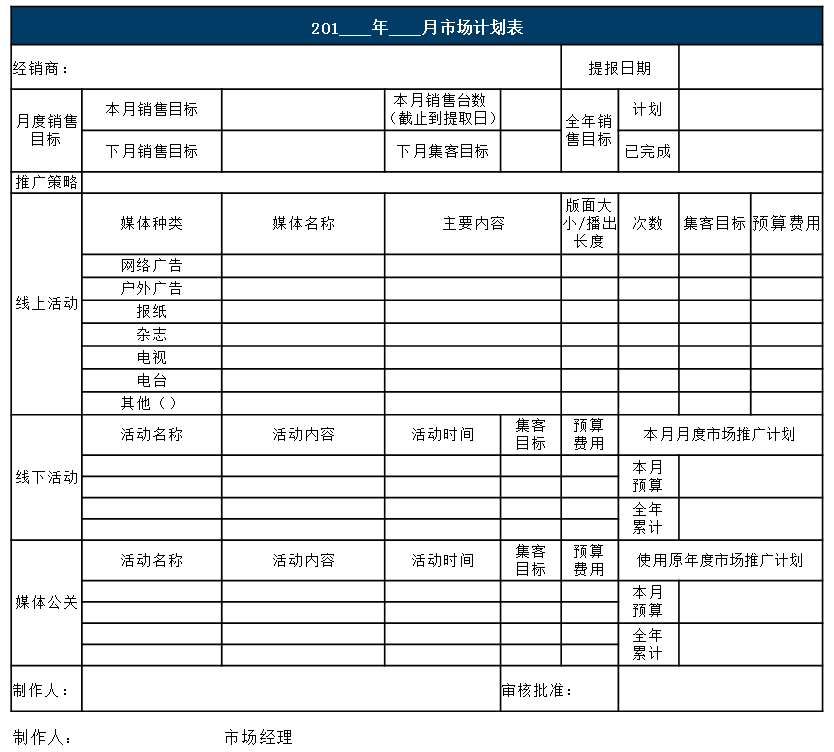 201____年____月市场计划表
经销商：
提报日期
月度销售
目标
本月销售目标
本月销售台数
（截止到提取日）
全年销
售目标
计划
下月销售目标
下月集客目标
已完成
推广策略
线上活动
媒体种类
媒体名称
主要内容
版面大
小/播出
长度
次数
集客目标
预算费用
网络广告
户外广告
报纸
杂志
电视
电台
其他（）
线下活动
活动名称
活动内容
活动时间
集客
目标
预算
费用
本月月度市场推广计划
本月
预算
全年
累计
媒体公关
活动名称
活动内容
活动时间
集客
目标
预算
费用
使用原年度市场推广计划
本月
预算
全年
累计
制作人：
审核批准：
制作人： 市场经理